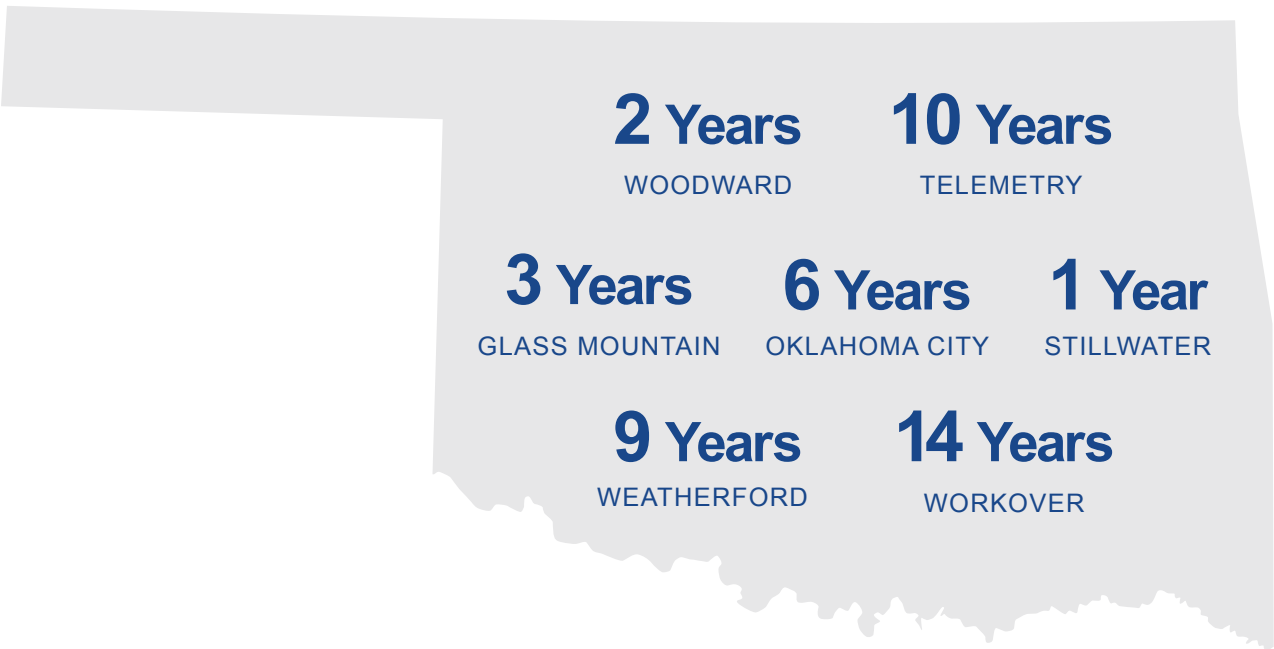 2 Years 10 Years
WOODWARD TELEMETRY
3 Years 6 Years 1 Year
GLASS MOUNTAIN OKLAHOMA CITY STILLWATER
9 Years 14 Years
WEATHERFORD WORKOVER